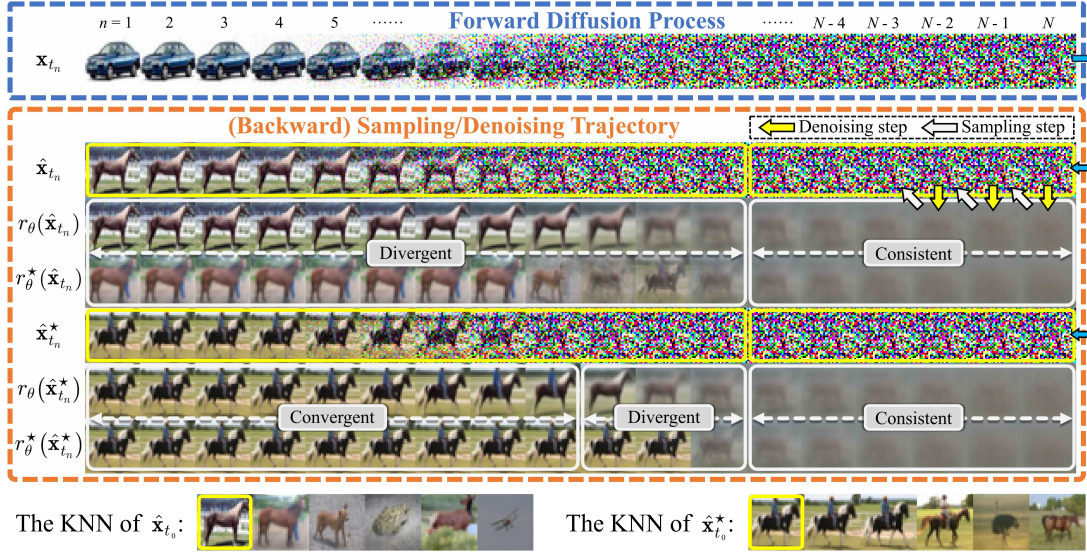 n = 1 2 3 4 5 ······ Forward Diffusion Process ······ N - 4 N - 3 N - 2 N - 1 N
x_{t_n}
(Backward) Sampling/Denoising Trajectory
Denoising step Sampling step
x̂_{t_n}
r_θ(x̂_{t_n})
Divergent Consistent
r_θ^★(x̂_{t_n})
x̂_{t_n}^★
r_θ(x̂_{t_n}^★)
Convergent Divergent Consistent
r_θ^★(x̂_{t_n}^★)
The KNN of x̂_{t_0}: The KNN of x̂_{t_0}^★: